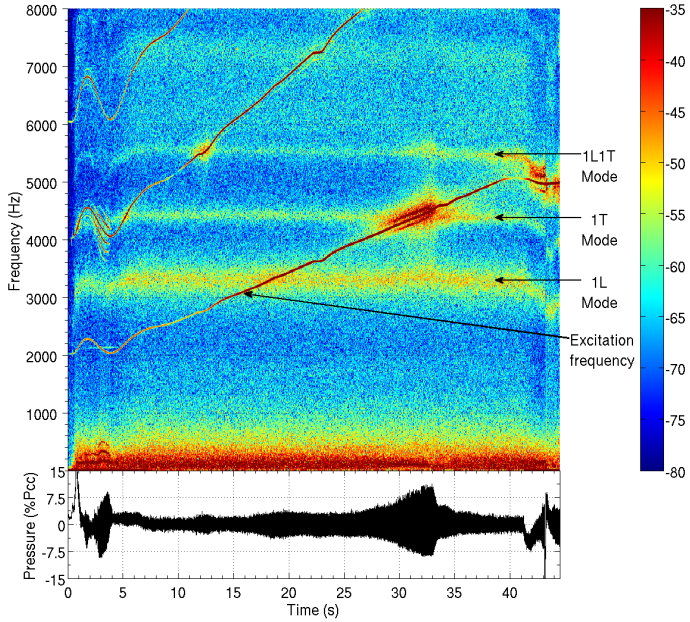 8000
7000
6000
5000
4000
3000
2000
1000
Frequency (Hz)
1L1T
Mode
1T
Mode
1L
Mode
Excitation
frequency
-35
-40
-45
-50
-55
-60
-65
-70
-75
-80
15
7.5
0
-7.5
-15
Pressure (%Pcc)
0 5 10 15 20 25 30 35 40
Time (s)